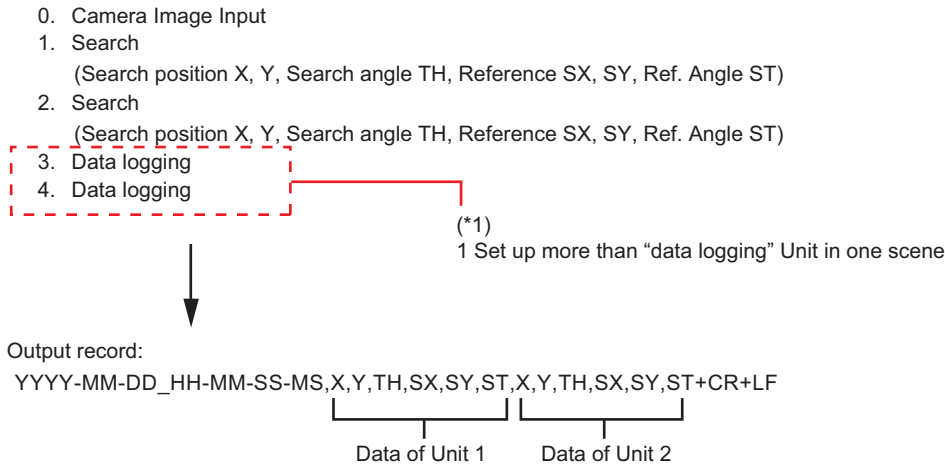 0. Camera Image Input
1. Search
(Search position X, Y, Search angle TH, Reference SX, SY, Ref. Angle ST)
2. Search
(Search position X, Y, Search angle TH, Reference SX, SY, Ref. Angle ST)
3. Data logging
4. Data logging
(*1)
1 Set up more than “data logging” Unit in one scene
Output record:
YYYY-MM-DD_HH-MM-SS-MS,X,Y,TH,SX,SY,ST,X,Y,TH,SX,SY,ST+CR+LF
Data of Unit 1 Data of Unit 2